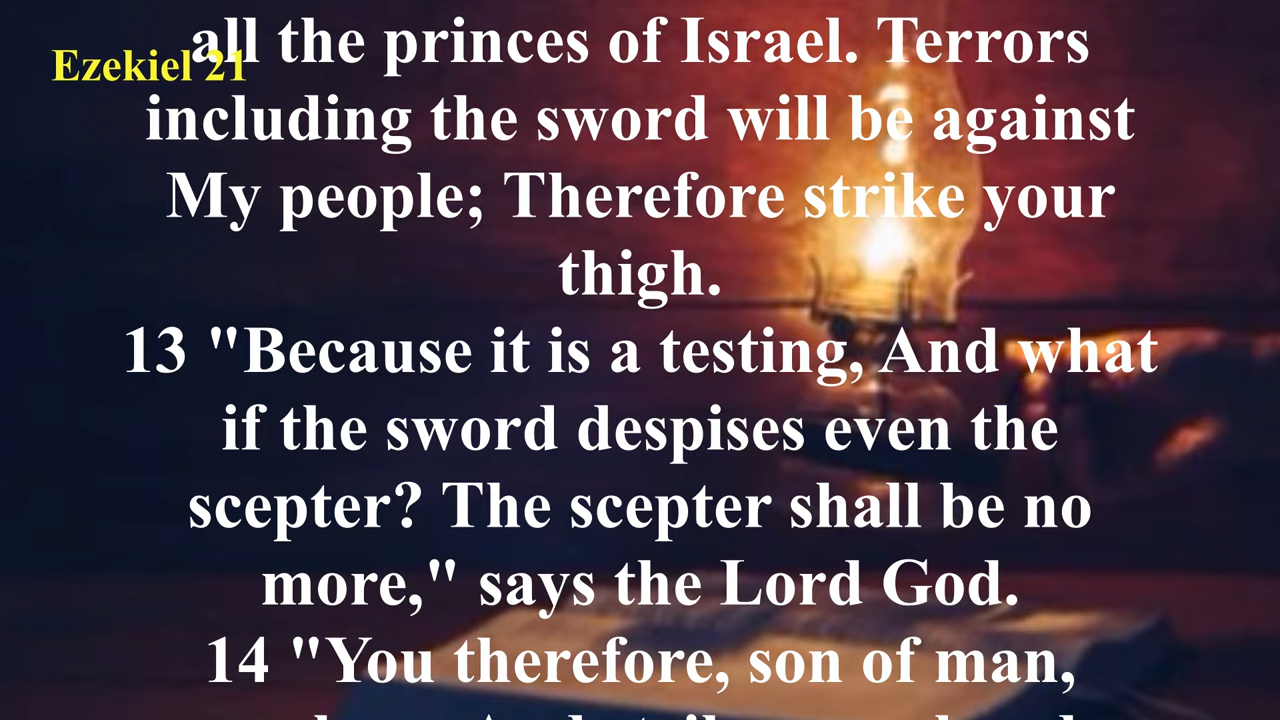 Ezekiel 21
all the princes of Israel. Terrors
including the sword will be against
My people; Therefore strike your
thigh.
13 "Because it is a testing, And what
if the sword despises even the
scepter? The scepter shall be no
more," says the Lord God.
14 "You therefore, son of man,